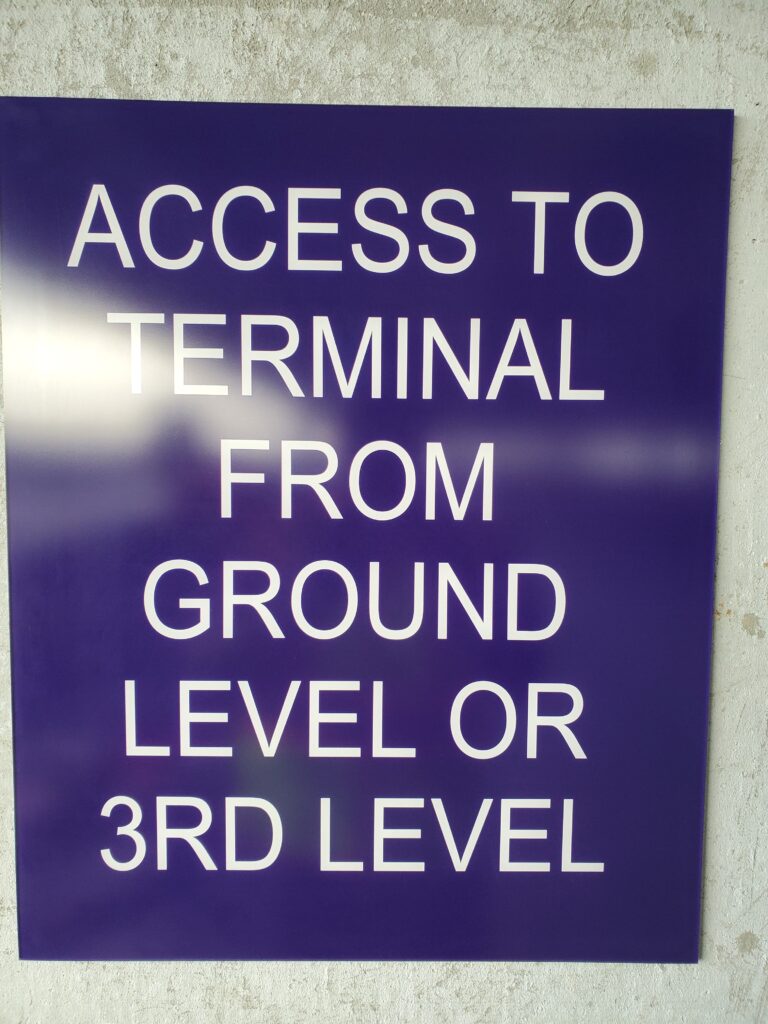 ACCESS TO
TERMINAL
FROM
GROUND
LEVEL OR
3RD LEVEL